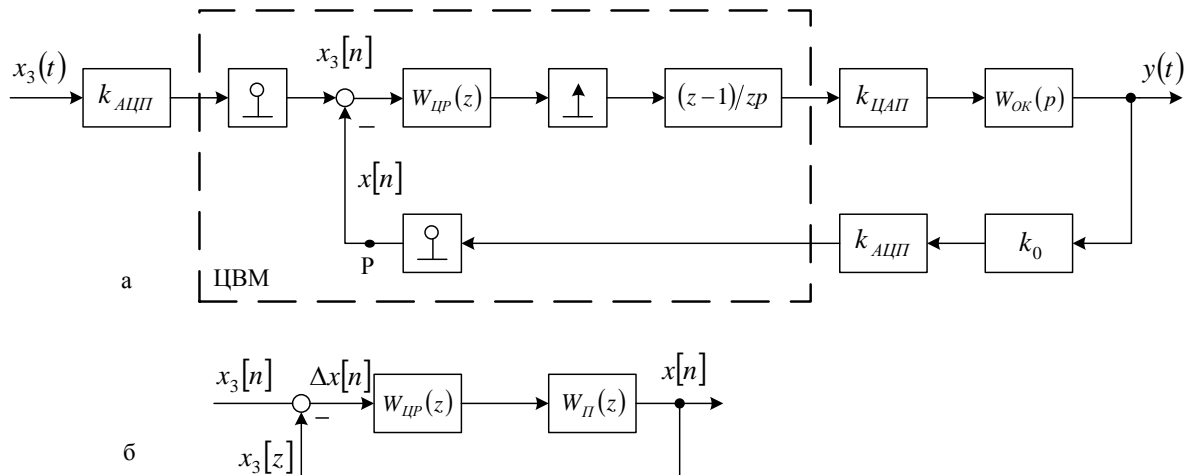 x₃(t)
k_АЦП
x₃[n]
W_ЦР(z)
(z−1)/zp
k_ЦАП
W_ОК(p)
y(t)
−
x[n]
P
k_АЦП
k₀
а
ЦВМ
x₃[n]
Δx[n]
W_ЦР(z)
W_П(z)
x[n]
−
x₃[z]
б